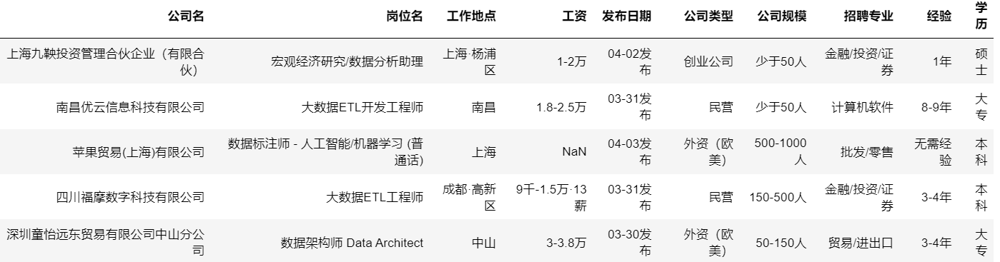 公司名 岗位名 工作地点 工资 发布日期 公司类型 公司规模 招聘专业 经验 学历
上海九鞅投资管理合伙企业（有限合伙） 宏观经济研究/数据分析助理 上海·杨浦区 1-2万 04-02发布 创业公司 少于50人 金融/投资/证券 1年 硕士
南昌优云信息科技有限公司 大数据ETL开发工程师 南昌 1.8-2.5万 03-31发布 民营 少于50人 计算机软件 8-9年 大专
苹果贸易(上海)有限公司 数据标注师 - 人工智能/机器学习 (普通话) 上海 NaN 04-03发布 外资（欧美） 500-1000人 批发/零售 无需经验 本科
四川福摩数字科技有限公司 大数据ETL工程师 成都·高新区 9千-1.5万·13薪 03-31发布 民营 150-500人 金融/投资/证券 3-4年 本科
深圳童怡远东贸易有限公司中山分公司 数据架构师 Data Architect 中山 3-3.8万 03-30发布 外资（欧美） 50-150人 贸易/进出口 3-4年 大专